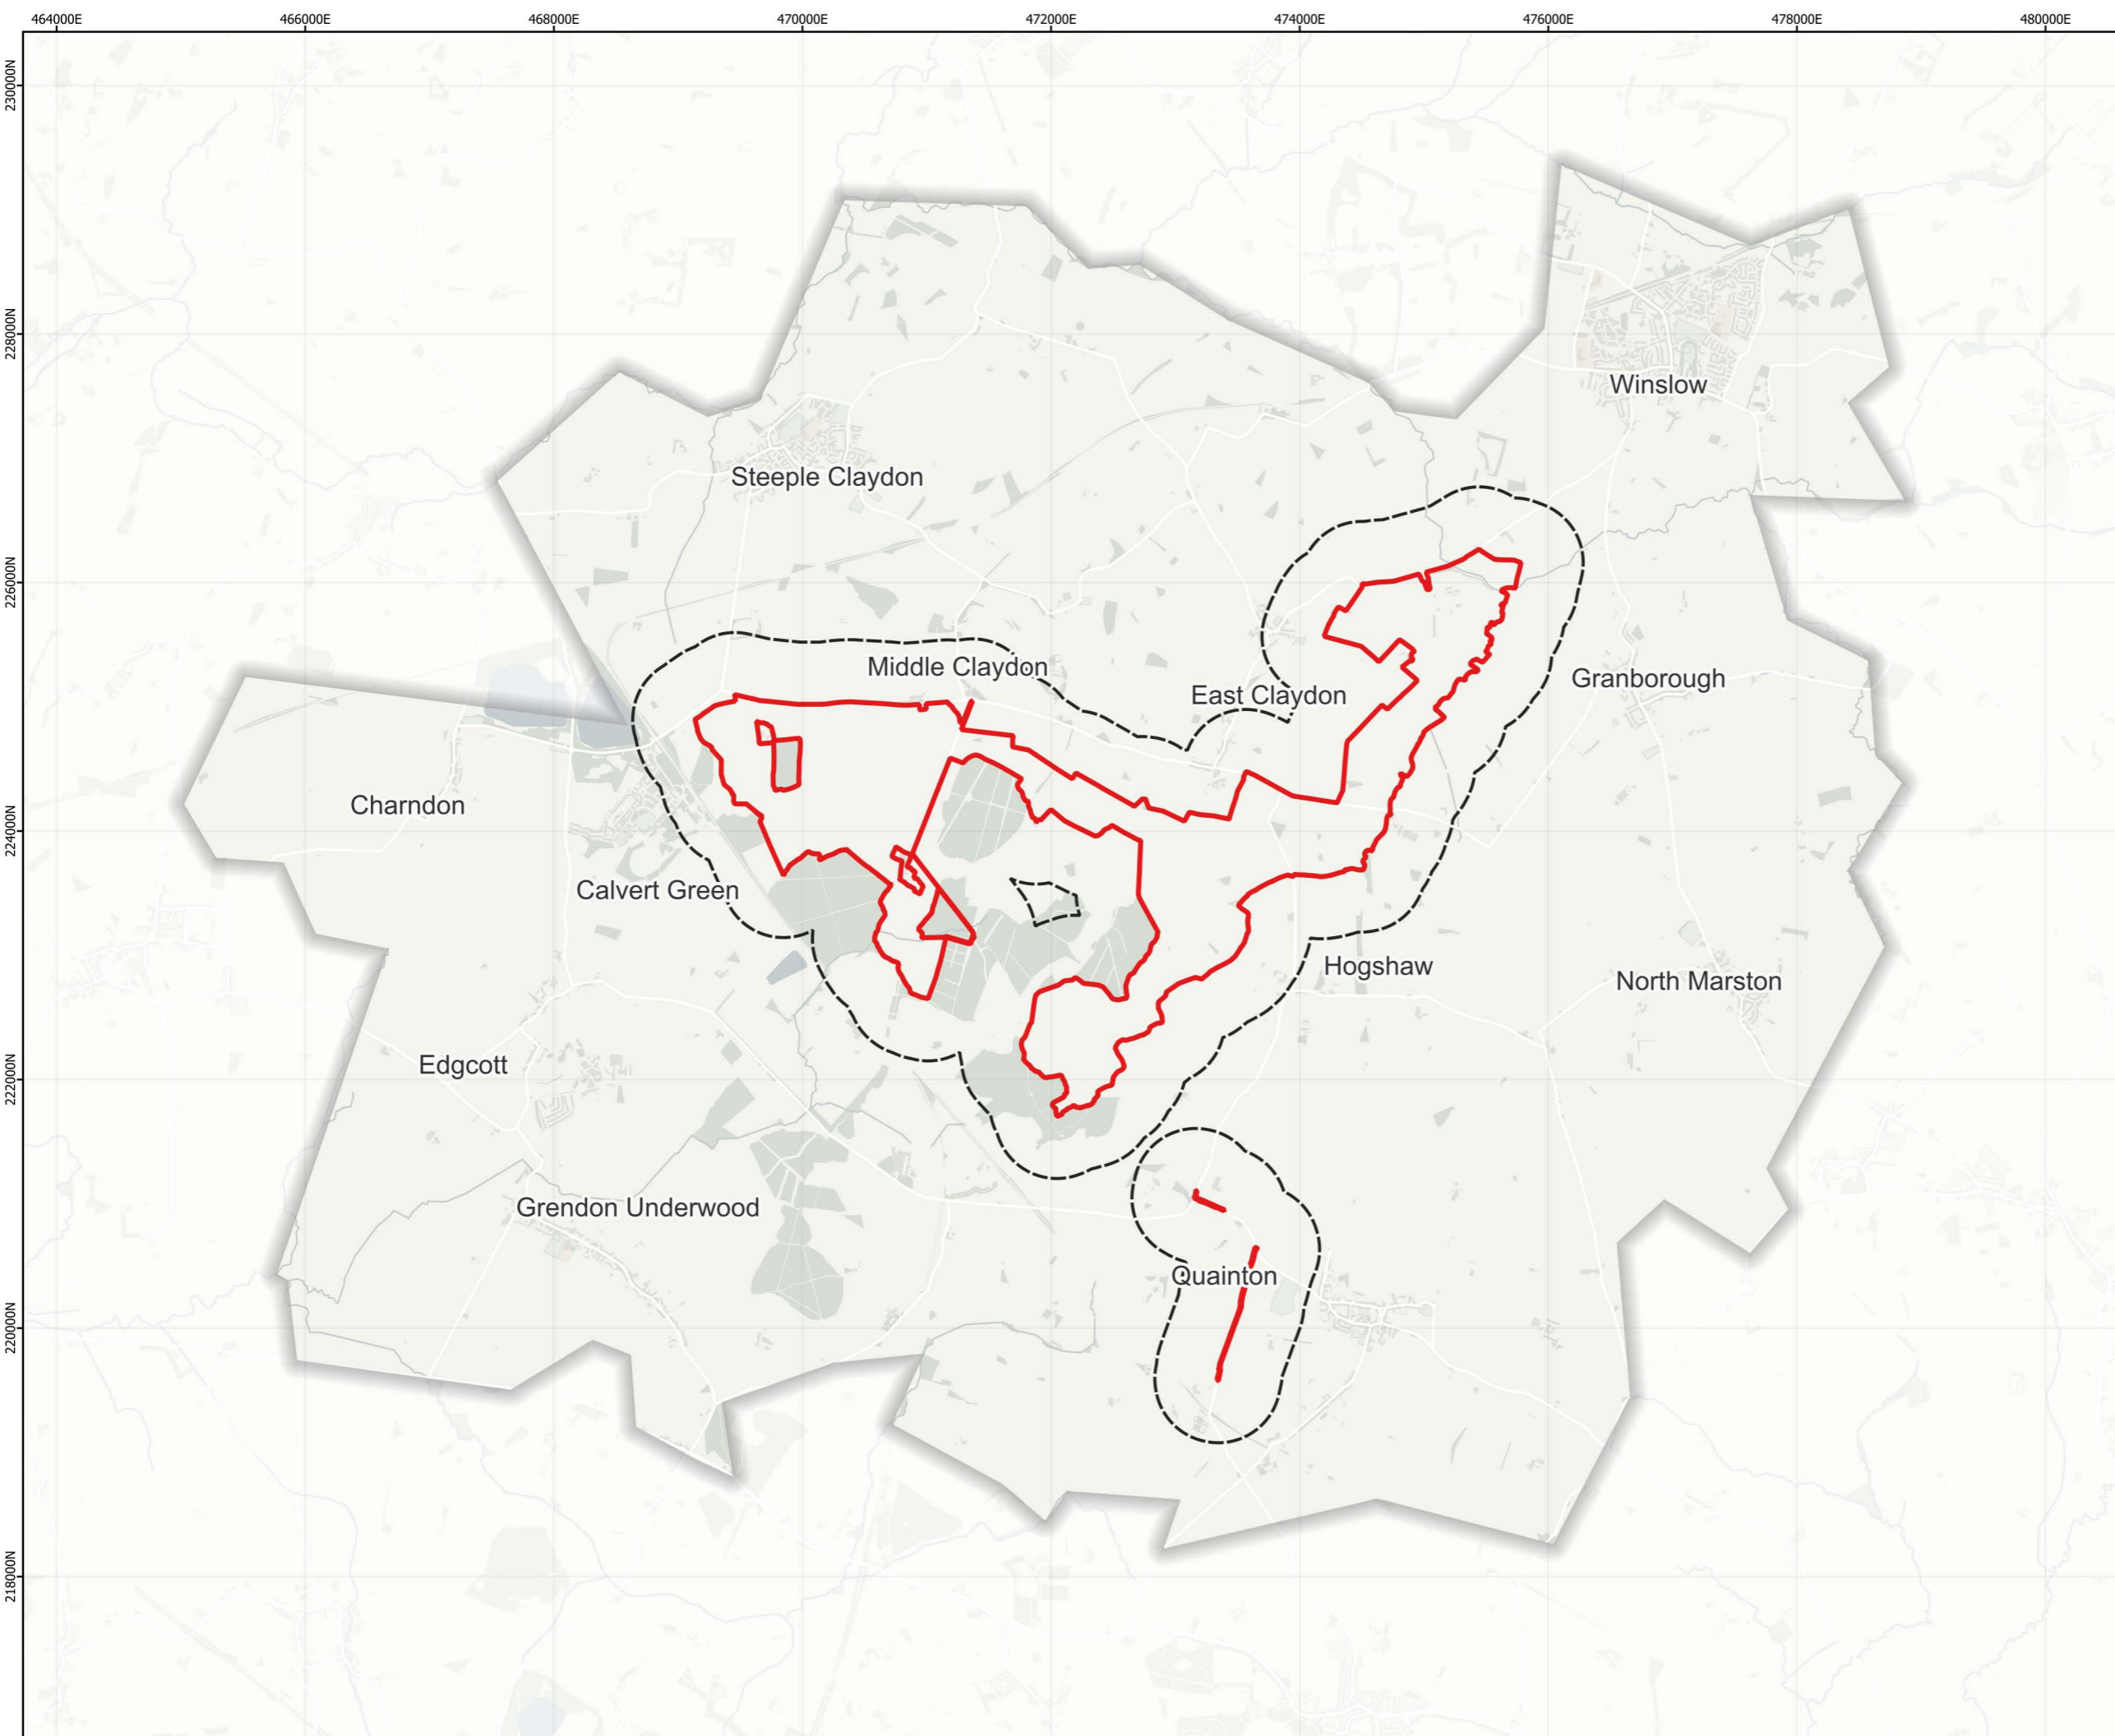 464000E
466000E
468000E
470000E
472000E
474000E
476000E
478000E
480000E
230000N
228000N
226000N
224000N
222000N
220000N
218000N
Winslow
Steeple Claydon
Middle Claydon
Granborough
East Claydon
Charndon
Calvert Green
Hogshaw
North Marston
Edgcott
Grendon Underwood
Quainton